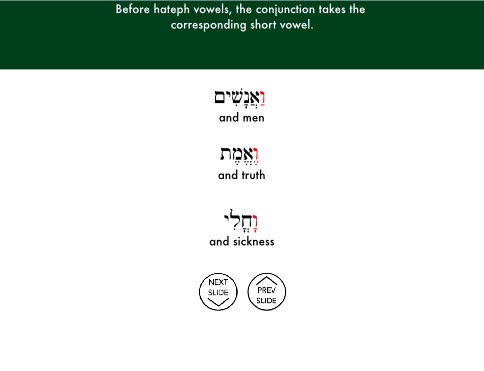 Before hateph vowels, the conjunction takes the
corresponding short vowel.
וַאֲנָשִׁים
and men
וֶאֱמֶת
and truth
וָחֳלִי
and sickness
NEXT
SLIDE
PREV
SLIDE